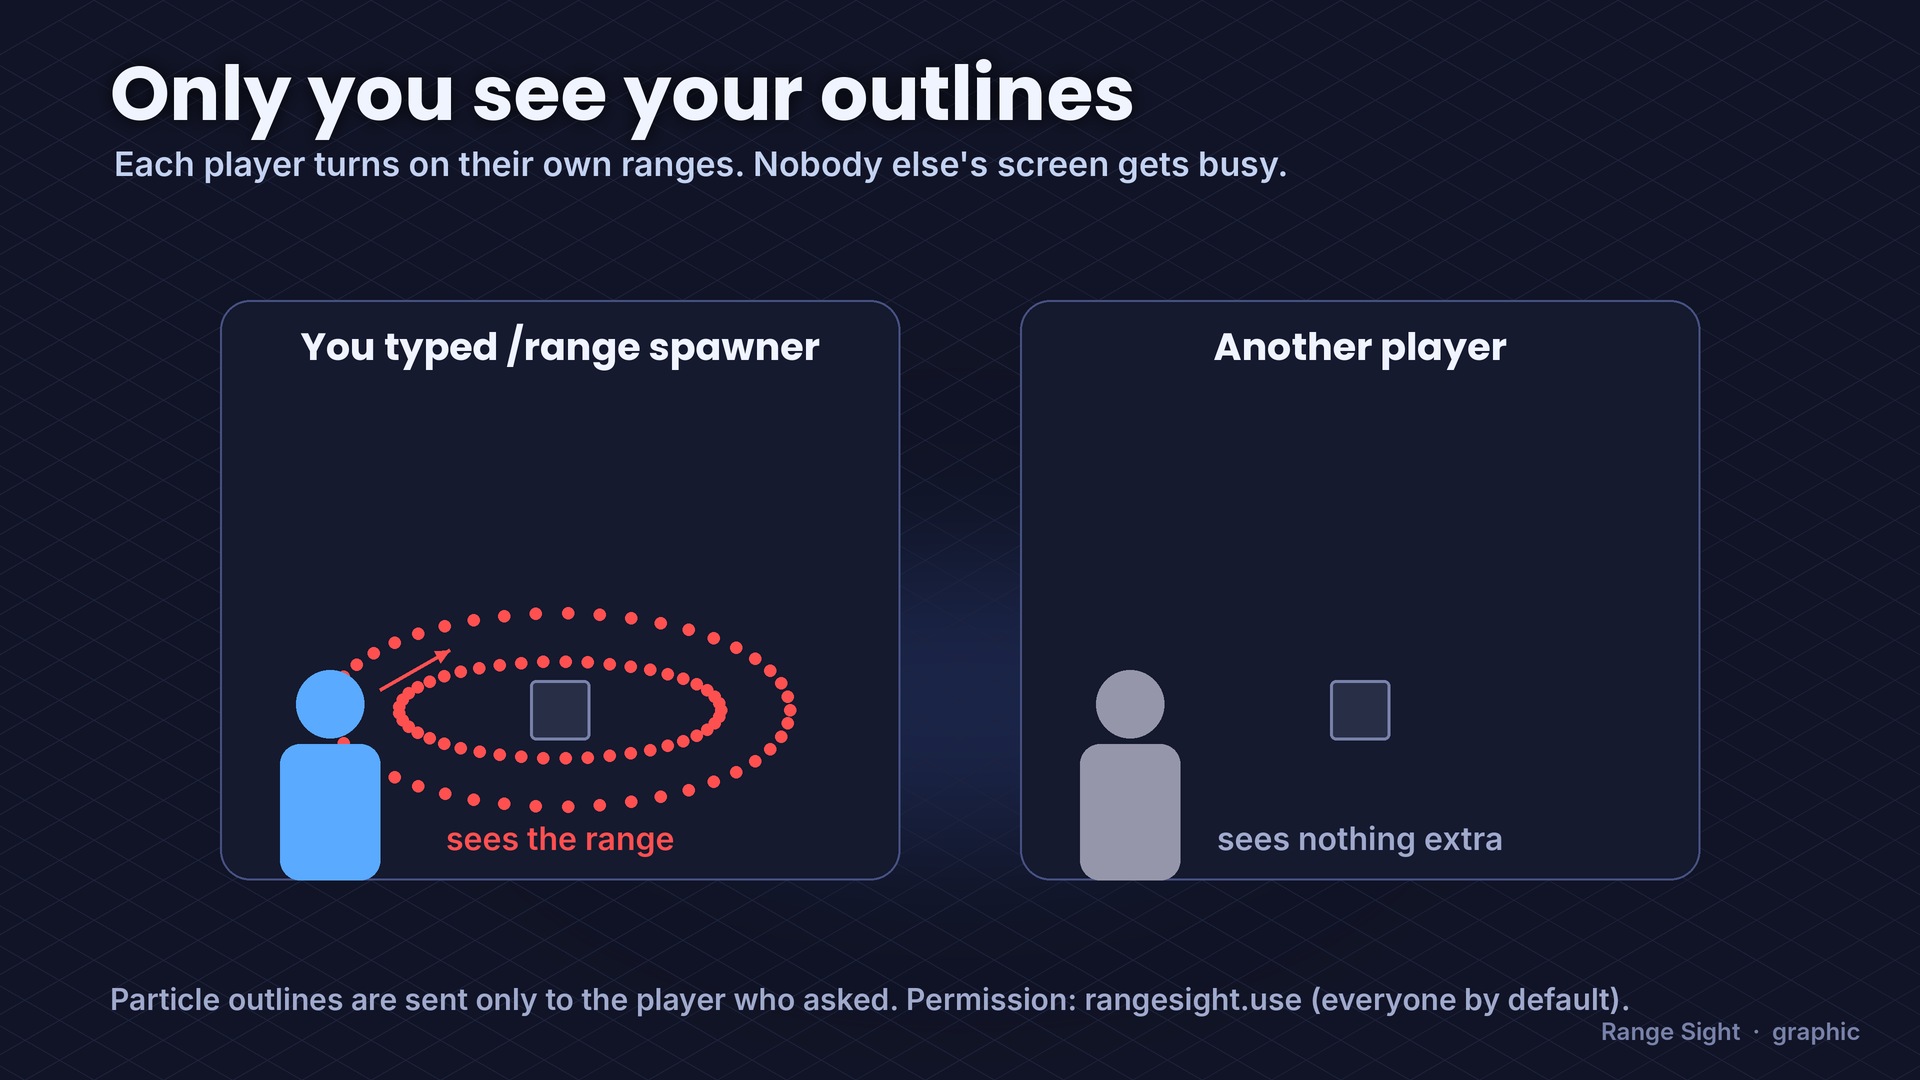 Only you see your outlines
Each player turns on their own ranges. Nobody else's screen gets busy.
You typed /range spawner
sees the range
Another player
sees nothing extra
Particle outlines are sent only to the player who asked. Permission: rangesight.use (everyone by default).
Range Sight · graphic